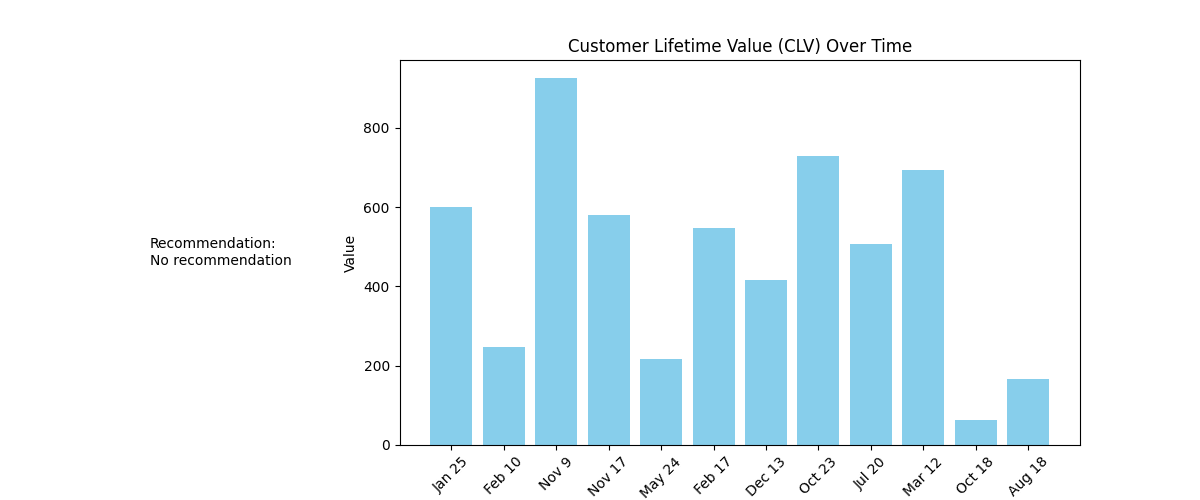 Customer Lifetime Value (CLV) Over Time
Recommendation:
No recommendation
Value
800
600
400
200
0
Jan 25
Feb 10
Nov 9
Nov 17
May 24
Feb 17
Dec 13
Oct 23
Jul 20
Mar 12
Oct 18
Aug 18